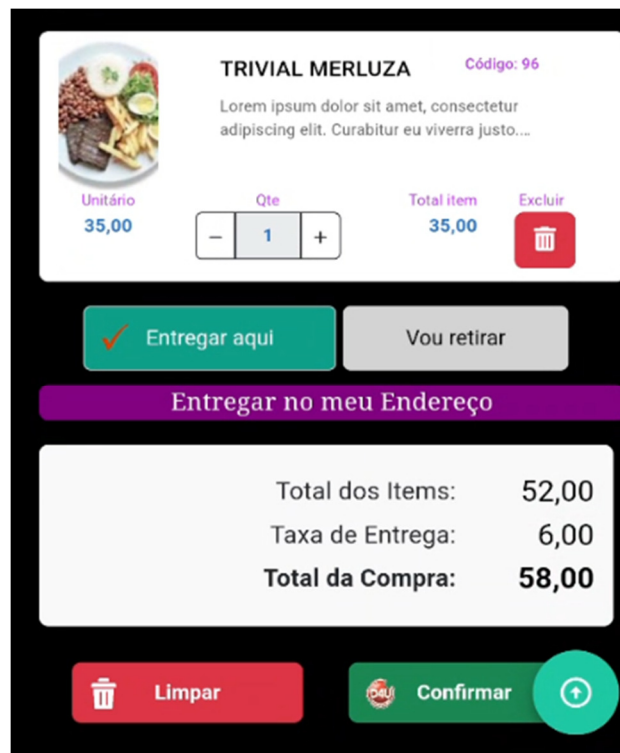 TRIVIAL MERLUZA Código: 96
Lorem ipsum dolor sit amet, consectetur
adipiscing elit. Curabitur eu viverra justo....
Unitário Qte Total item Excluir
35,00 − 1 + 35,00
Entregar aqui Vou retirar
Entregar no meu Endereço
Total dos Items: 52,00
Taxa de Entrega: 6,00
Total da Compra: 58,00
Limpar D4U Confirmar